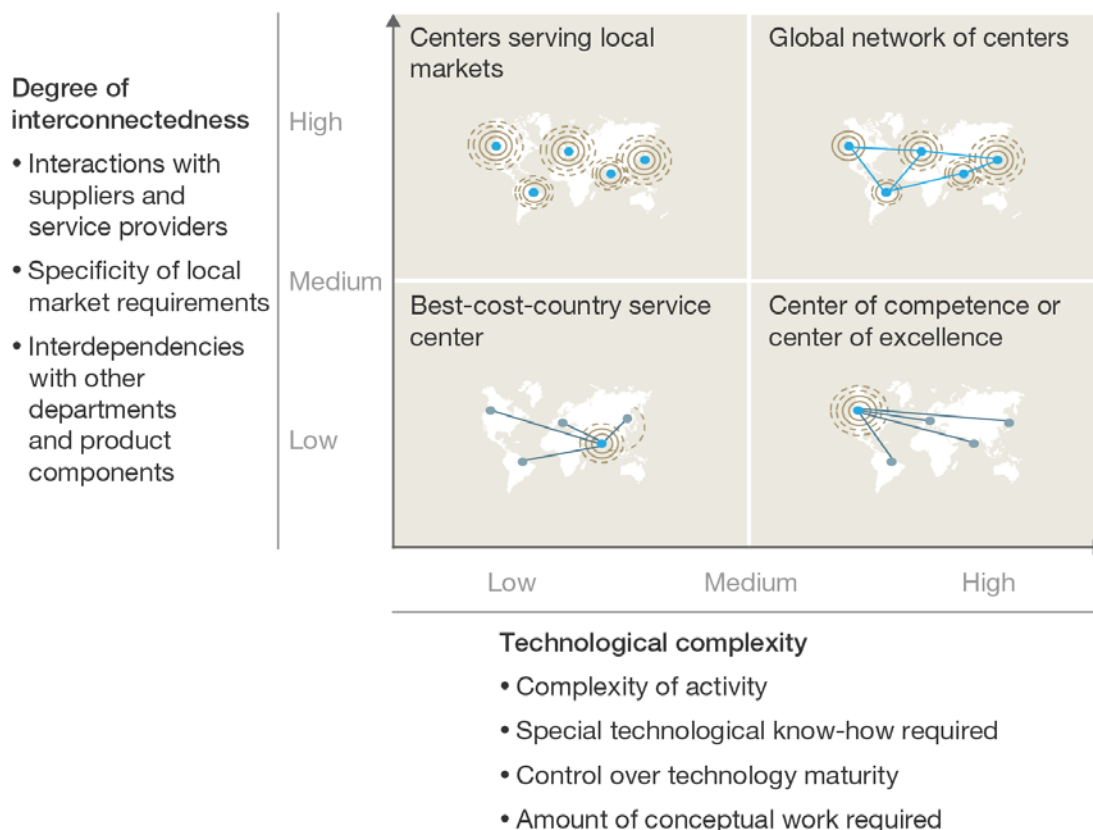 Degree of
interconnectedness
• Interactions with
suppliers and
service providers
• Specificity of local
market requirements
• Interdependencies
with other
departments
and product
components
High
Medium
Low
Centers serving local
markets
Global network of centers
Best-cost-country service
center
Center of competence or
center of excellence
Low
Medium
High
Technological complexity
• Complexity of activity
• Special technological know-how required
• Control over technology maturity
• Amount of conceptual work required